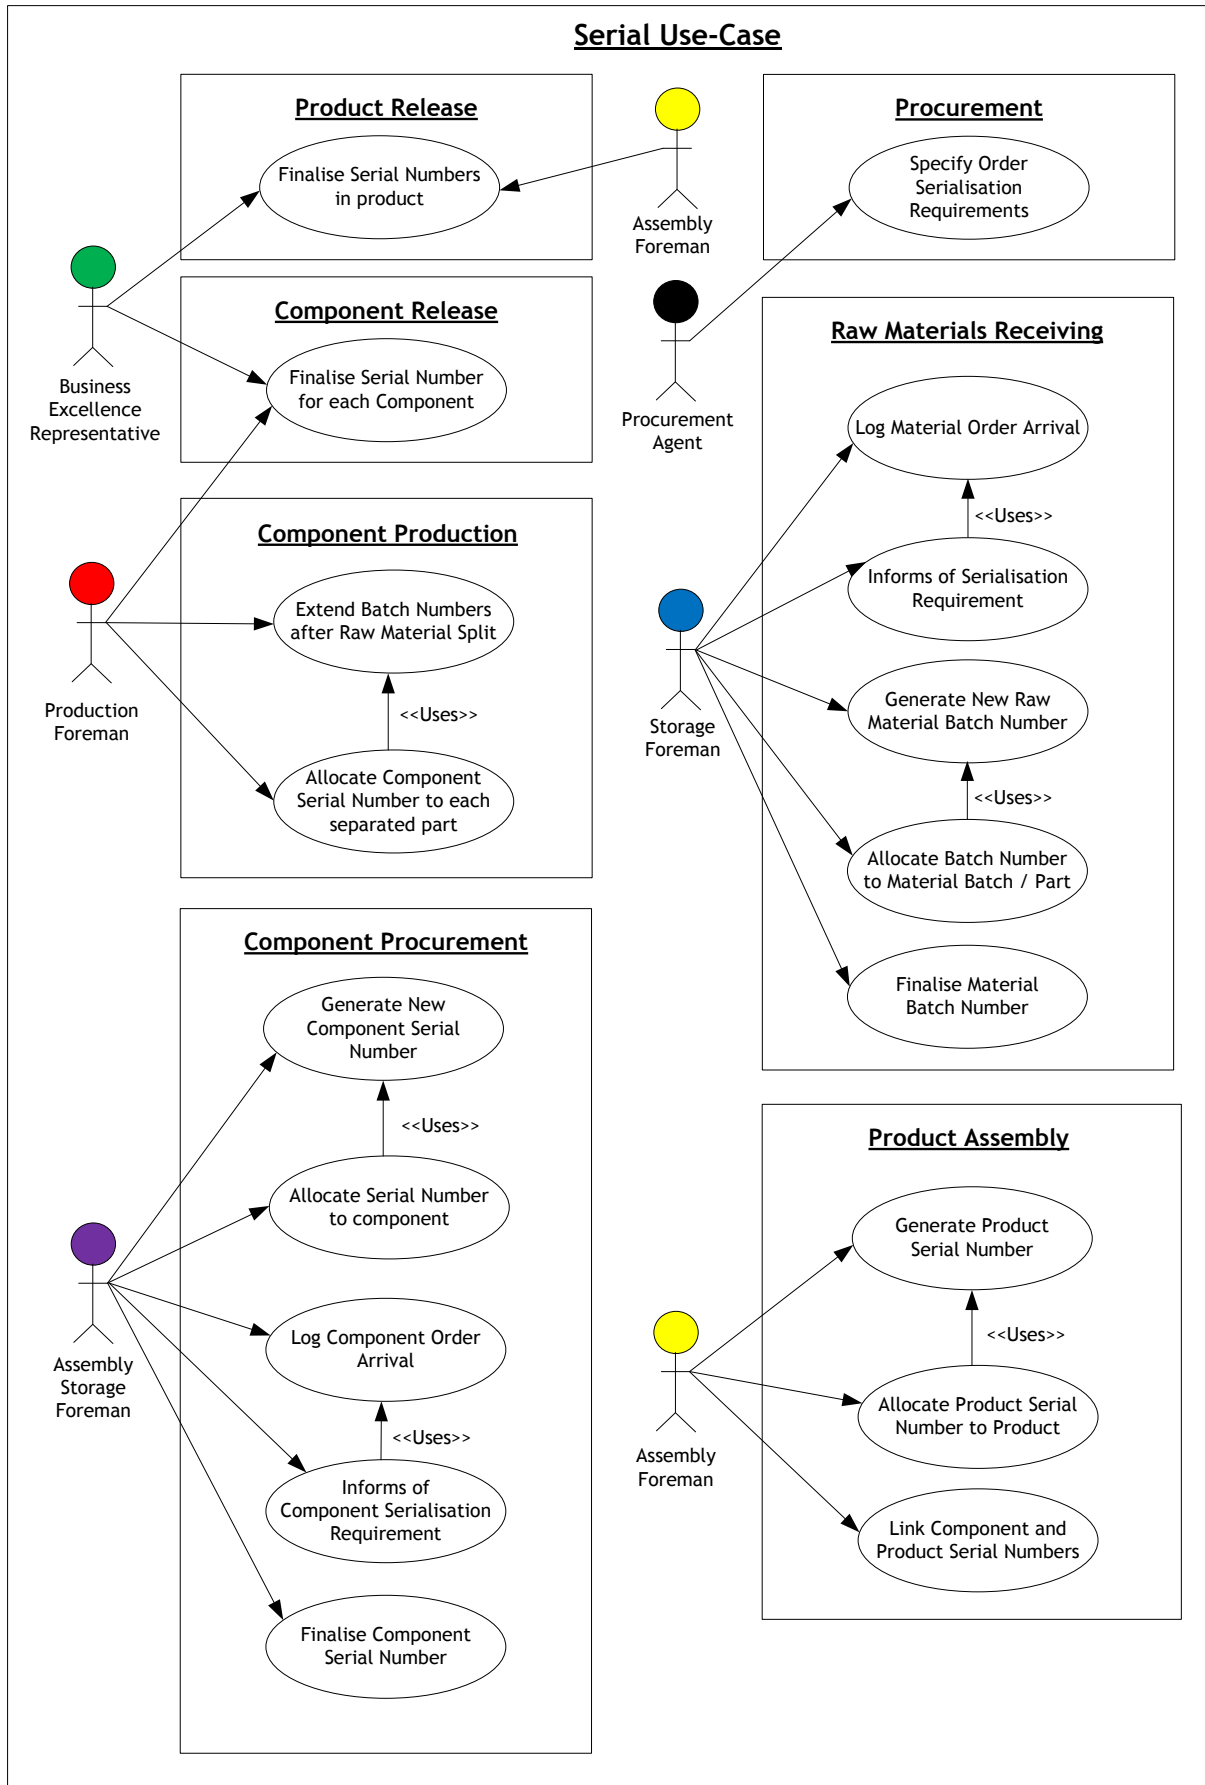 Serial Use-Case
Product Release
Finalise Serial Numbers
in product
Assembly
Foreman
Procurement
Specify Order
Serialisation
Requirements
Business
Excellence
Representative
Component Release
Finalise Serial Number
for each Component
Procurement
Agent
Raw Materials Receiving
Log Material Order Arrival
<<Uses>>
Informs of Serialisation
Requirement
Generate New Raw
Material Batch Number
<<Uses>>
Allocate Batch Number
to Material Batch / Part
Finalise Material
Batch Number
Storage
Foreman
Component Production
Extend Batch Numbers
after Raw Material Split
<<Uses>>
Allocate Component
Serial Number to each
separated part
Production
Foreman
Component Procurement
Generate New
Component Serial
Number
<<Uses>>
Allocate Serial Number
to component
Log Component Order
Arrival
<<Uses>>
Informs of
Component Serialisation
Requirement
Finalise Component
Serial Number
Assembly
Storage
Foreman
Product Assembly
Generate Product
Serial Number
<<Uses>>
Allocate Product Serial
Number to Product
Link Component and
Product Serial Numbers
Assembly
Foreman